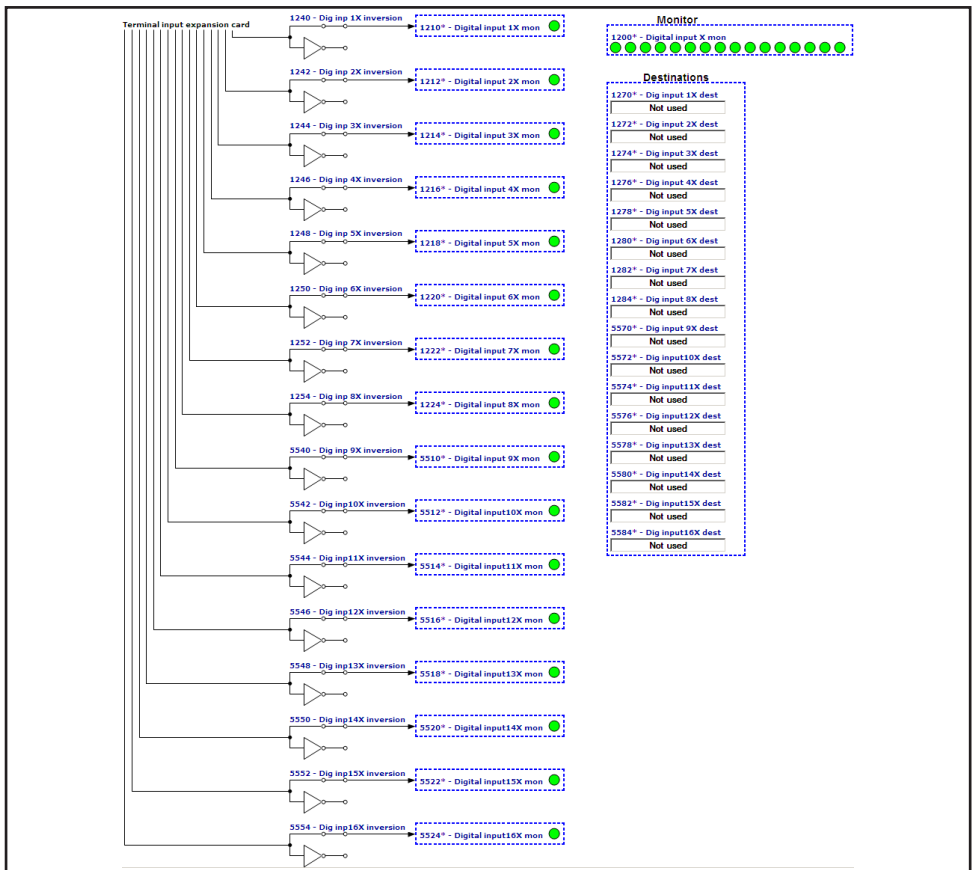 Terminal input expansion card
1240 - Dig inp 1X inversion
1210* - Digital input 1X mon
1242 - Dig inp 2X inversion
1212* - Digital input 2X mon
1244 - Dig inp 3X inversion
1214* - Digital input 3X mon
1246 - Dig inp 4X inversion
1216* - Digital input 4X mon
1248 - Dig inp 5X inversion
1218* - Digital input 5X mon
1250 - Dig inp 6X inversion
1220* - Digital input 6X mon
1252 - Dig inp 7X inversion
1222* - Digital input 7X mon
1254 - Dig inp 8X inversion
1224* - Digital input 8X mon
5540 - Dig inp 9X inversion
5510* - Digital input 9X mon
5542 - Dig inp10X inversion
5512* - Digital input10X mon
5544 - Dig inp11X inversion
5514* - Digital input11X mon
5546 - Dig inp12X inversion
5516* - Digital input12X mon
5548 - Dig inp13X inversion
5518* - Digital input13X mon
5550 - Dig inp14X inversion
5520* - Digital input14X mon
5552 - Dig inp15X inversion
5522* - Digital input15X mon
5554 - Dig inp16X inversion
5524* - Digital input16X mon
Monitor
1200* - Digital input X mon
Destinations
1270* - Dig input 1X dest
Not used
1272* - Dig input 2X dest
Not used
1274* - Dig input 3X dest
Not used
1276* - Dig input 4X dest
Not used
1278* - Dig input 5X dest
Not used
1280* - Dig input 6X dest
Not used
1282* - Dig input 7X dest
Not used
1284* - Dig input 8X dest
Not used
5570* - Dig input 9X dest
Not used
5572* - Dig input10X dest
Not used
5574* - Dig input11X dest
Not used
5576* - Dig input12X dest
Not used
5578* - Dig input13X dest
Not used
5580* - Dig input14X dest
Not used
5582* - Dig input15X dest
Not used
5584* - Dig input16X dest
Not used